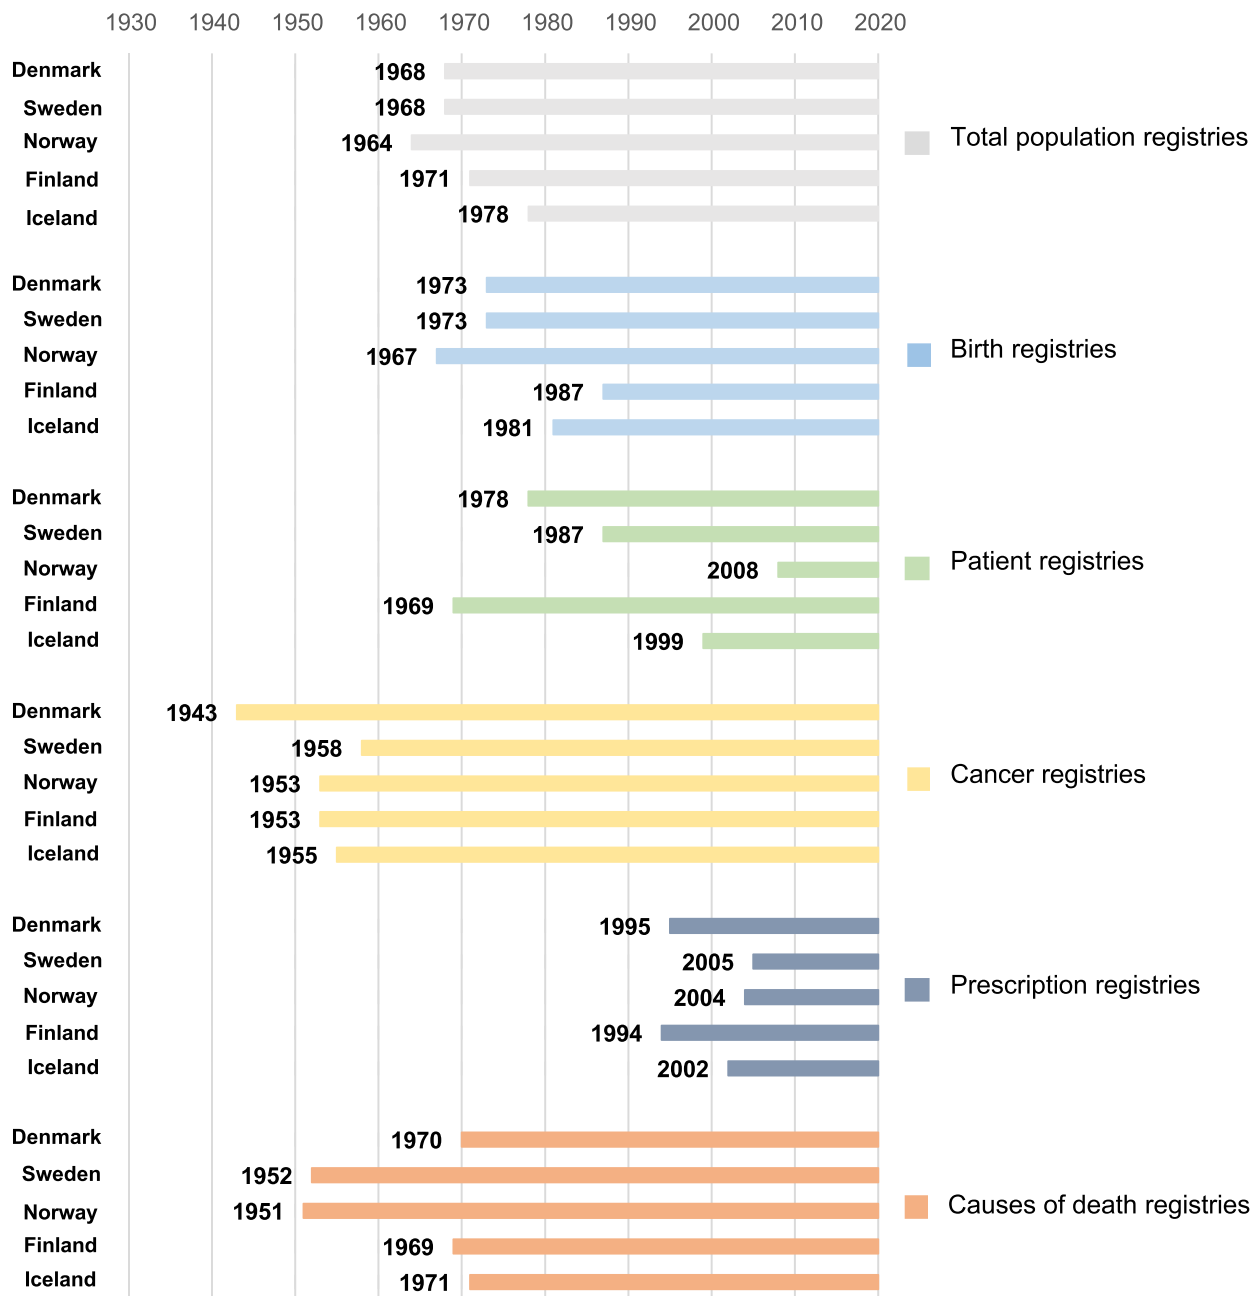 1930 1940 1950 1960 1970 1980 1990 2000 2010 2020
Denmark 1968
Sweden 1968
Norway 1964
Total population registries
Finland 1971
Iceland 1978
Denmark 1973
Sweden 1973
Norway 1967
Birth registries
Finland 1987
Iceland 1981
Denmark 1978
Sweden 1987
Norway 2008
Patient registries
Finland 1969
Iceland 1999
Denmark 1943
Sweden 1958
Norway 1953
Cancer registries
Finland 1953
Iceland 1955
Denmark 1995
Sweden 2005
Norway 2004
Prescription registries
Finland 1994
Iceland 2002
Denmark 1970
Sweden 1952
Norway 1951
Causes of death registries
Finland 1969
Iceland 1971